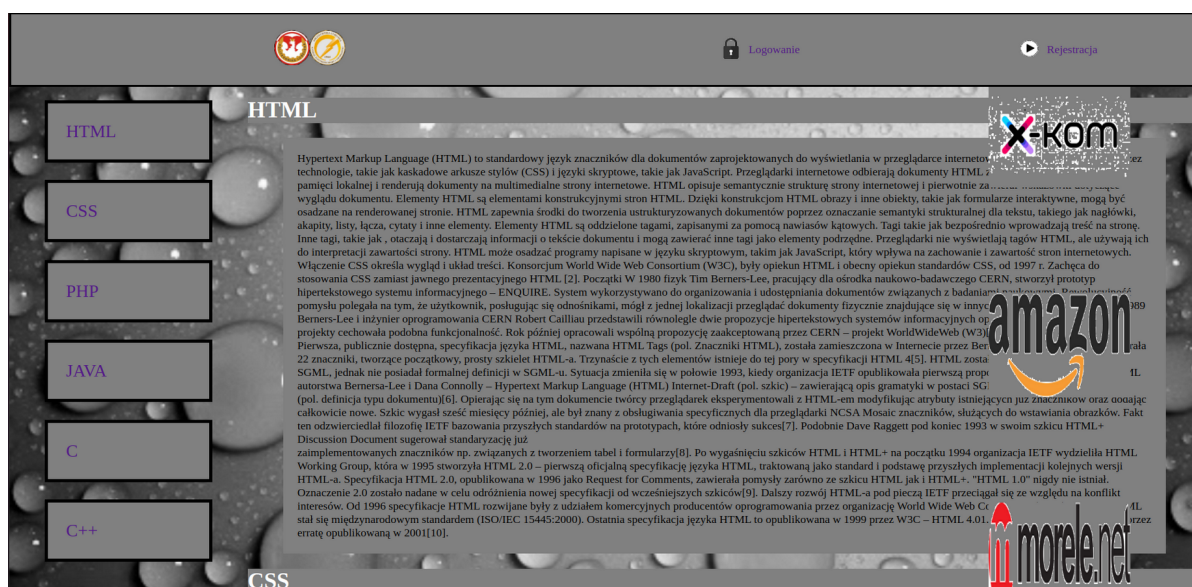 Logowanie
Rejestracja
HTML
CSS
PHP
JAVA
C
C++
HTML
Hypertext Markup Language (HTML) to standardowy język znaczników dla dokumentów zaprojektowanych do wyświetlania w przeglądarce
technologie, takie jak kaskadowe arkusze stylów (CSS) i języki skryptowe, takie jak JavaScript. Przeglądarki internetowe odbierają dokumenty HTML
pamięci lokalnej i renderują dokumenty na multimedialne strony internetowe. HTML opisuje semantycznie strukturę strony internetowej i pierwotnie
wyglądu dokumentu. Elementy HTML są elementami konstrukcyjnymi stron HTML. Dzięki konstrukcjom HTML obrazy i inne obiekty, takie jak formularze interaktywne, mogą być
osadzane na renderowanej stronie. HTML zapewnia środki do tworzenia ustrukturyzowanych dokumentów poprzez oznaczanie semantyki strukturalnej dla tekstu, takiego jak nagłówki,
akapity, listy, łącza, cytaty i inne elementy. Elementy HTML są oddzielone tagami, zapisanymi za pomocą nawiasów kątowych. Tagi takie jak bezpośrednio wprowadzają treść na stronę.
Inne tagi, takie jak , otaczają i dostarczają informacji o tekście dokumentu i mogą zawierać inne tagi jako elementy podrzędne. Przeglądarki nie wyświetlają tagów HTML, ale używają ich
do interpretacji zawartości strony. HTML może osadzać programy napisane w języku skryptowym, takim jak JavaScript, który wpływa na zachowanie i zawartość stron internetowych.
Włączenie CSS określa wygląd i układ treści. Konsorcjum World Wide Web Consortium (W3C), były opiekun HTML i obecny opiekun standardów CSS, od 1997 r. Zachęca do
stosowania CSS zamiast jawnego prezentacyjnego HTML [2]. Początki W 1980 fizyk Tim Berners-Lee, pracujący dla ośrodka naukowo-badawczego CERN, stworzył prototyp
hipertekstowego systemu informacyjnego – ENQUIRE. System wykorzystywano do organizowania i udostępniania dokumentów związanych z badaniami naukowymi. Rewolucyjność
pomysłu polegała na tym, że użytkownik, posługując się odnośnikami, mógł z jednej lokalizacji przeglądać dokumenty fizycznie znajdujące się w innych 1989
Berners-Lee i inżynier oprogramowania CERN Robert Cailliau przedstawili równolegle dwie propozycje hipertekstowych systemów informacyjnych
projekty cechowała podobna funkcjonalność. Rok później opracowali wspólną propozycję zaakceptowaną przez CERN – projekt WorldWideWeb (W3)
Pierwsza, publicznie dostępna, specyfikacja języka HTML, nazwana HTML Tags (pol. Znaczniki HTML), została zamieszczona w Internecie przez
22 znaczniki, tworzące początkowy, prosty szkielet HTML-a. Trzynaście z tych elementów istnieje do tej pory w specyfikacji HTML 4[5]. HTML
SGML, jednak nie posiadał formalnej definicji w SGML-u. Sytuacja zmieniła się w połowie 1993, kiedy organizacja IETF opublikowała pierwszą
autorstwa Bernersa-Lee i Dana Connolly – Hypertext Markup Language (HTML) Internet-Draft (pol. szkic) – zawierającą opis gramatyki w postaci
(pol. definicja typu dokumentu)[6]. Opierając się na tym dokumencie twórcy przeglądarek eksperymentowali z HTML-em modyfikując atrybuty istniejących już znaczników oraz dodając
całkowicie nowe. Szkic wygasł sześć miesięcy później, ale był znany z obsługiwania specyficznych dla przeglądarki NCSA Mosaic znaczników, służących do wstawiania obrazków. Fakt
ten odzwierciedlał filozofię IETF bazowania przyszłych standardów na prototypach, które odniosły sukces[7]. Podobnie Dave Raggett pod koniec 1993 w swoim szkicu HTML+
Discussion Document sugerował standaryzację już
zaimplementowanych znaczników np. związanych z tworzeniem tabel i formularzy[8]. Po wygaśnięciu szkiców HTML i HTML+ na początku 1994 organizacja IETF wydzieliła HTML
Working Group, która w 1995 stworzyła HTML 2.0 – pierwszą oficjalną specyfikację języka HTML, traktowaną jako standard i podstawę przyszłych implementacji kolejnych wersji
HTML-a. Specyfikacja HTML 2.0, opublikowana w 1996 jako Request for Comments, zawierała pomysły zarówno ze szkicu HTML jak i HTML+. "HTML 1.0" nigdy nie istniał.
Oznaczenie 2.0 zostało nadane w celu odróżnienia nowej specyfikacji od wcześniejszych szkiców[9]. Dalszy rozwój HTML-a pod pieczą IETF przeciągał się ze względu na konflikt
interesów. Od 1996 specyfikacje HTML rozwijane były z udziałem komercyjnych producentów oprogramowania przez organizację World Wide Web
stał się międzynarodowym standardem (ISO/IEC 15445:2000). Ostatnia specyfikacja języka HTML to opublikowana w 1999 przez W3C – HTML 4.01. przez
erratę opublikowaną w 2001[10].
X-KOM
amazon
morele.net
CSS